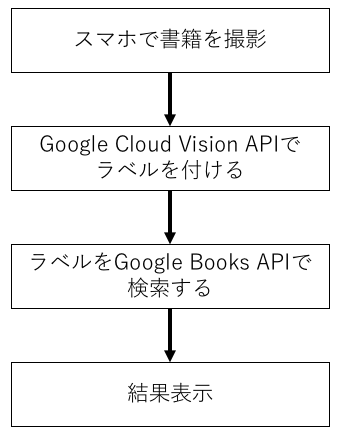 スマホで書籍を撮影
Google Cloud Vision APIで
ラベルを付ける
ラベルをGoogle Books APIで
検索する
結果表示